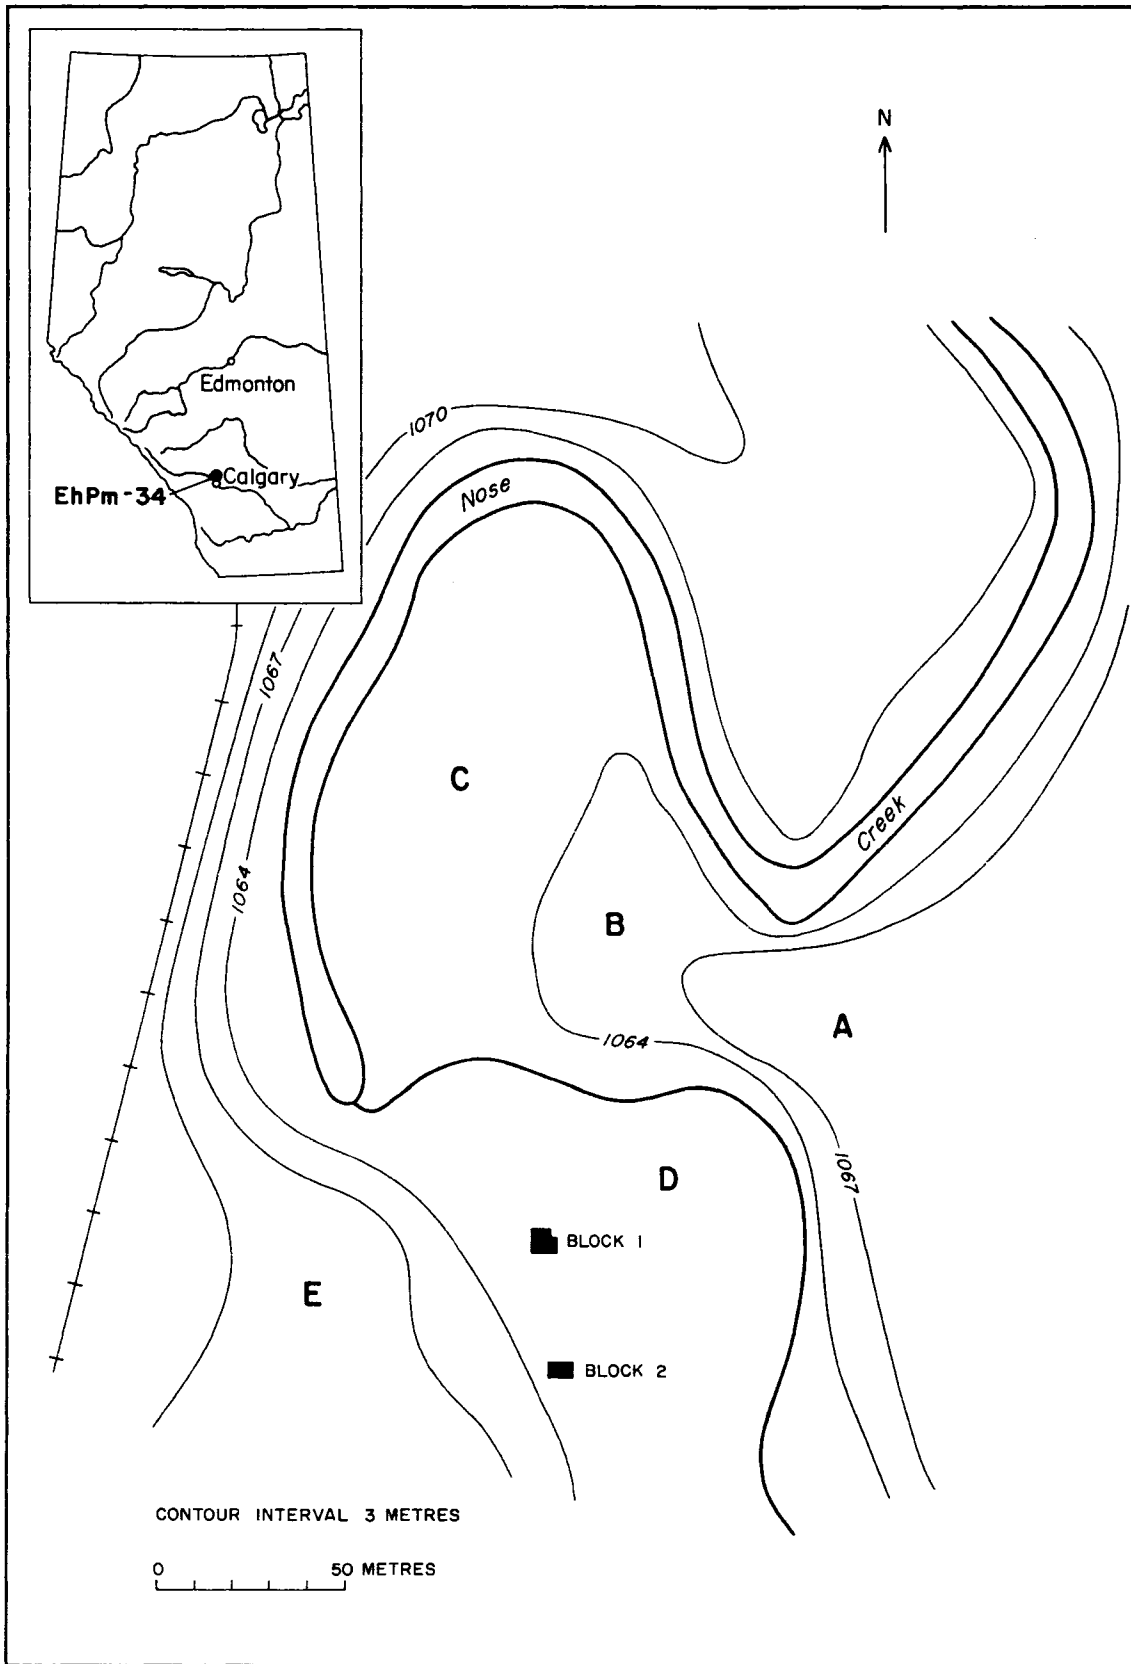 N
Edmonton
Calgary
EhPm-34
1070
Nose
1067
C
1064
Creek
B
A
1064
D
1067
BLOCK 1
E
BLOCK 2
CONTOUR INTERVAL 3 METRES
0 50 METRES